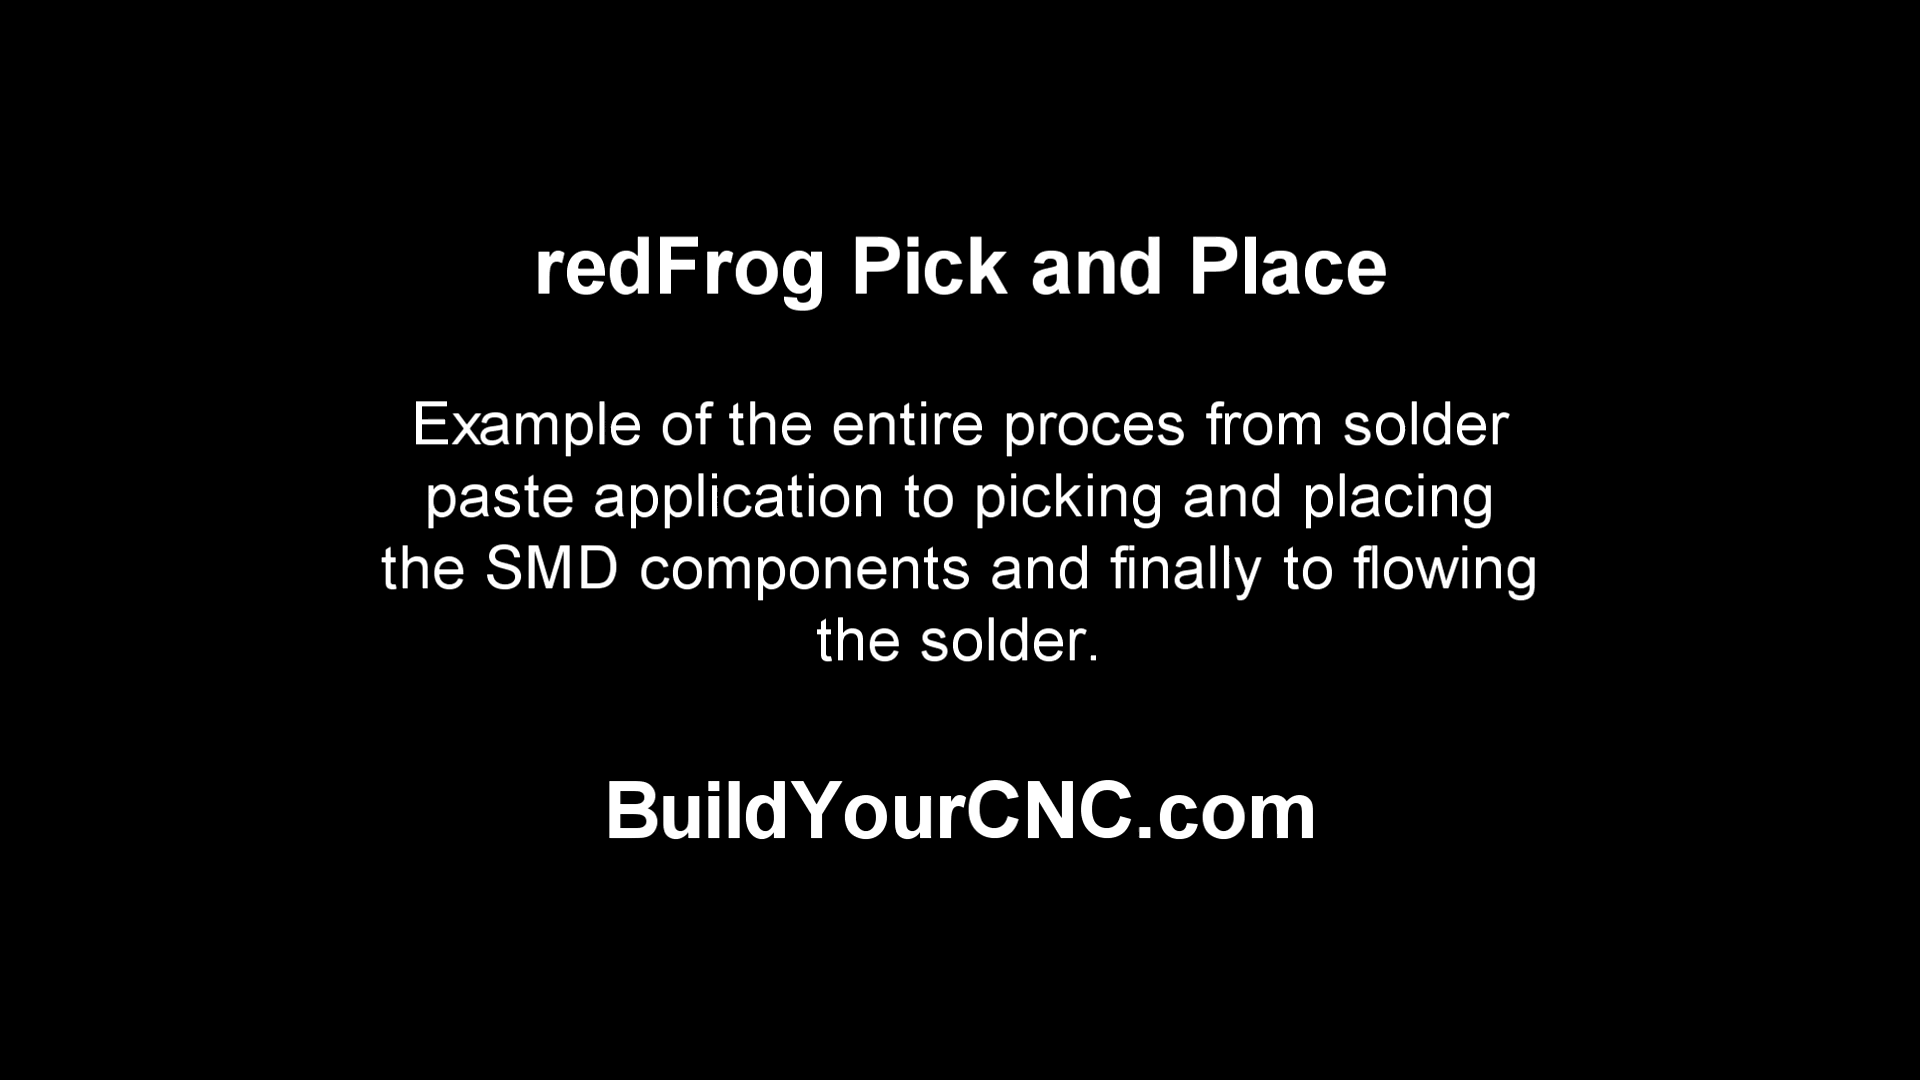 redFrog Pick and Place
Example of the entire proces from solder
paste application to picking and placing
the SMD components and finally to flowing
the solder.
BuildYourCNC.com